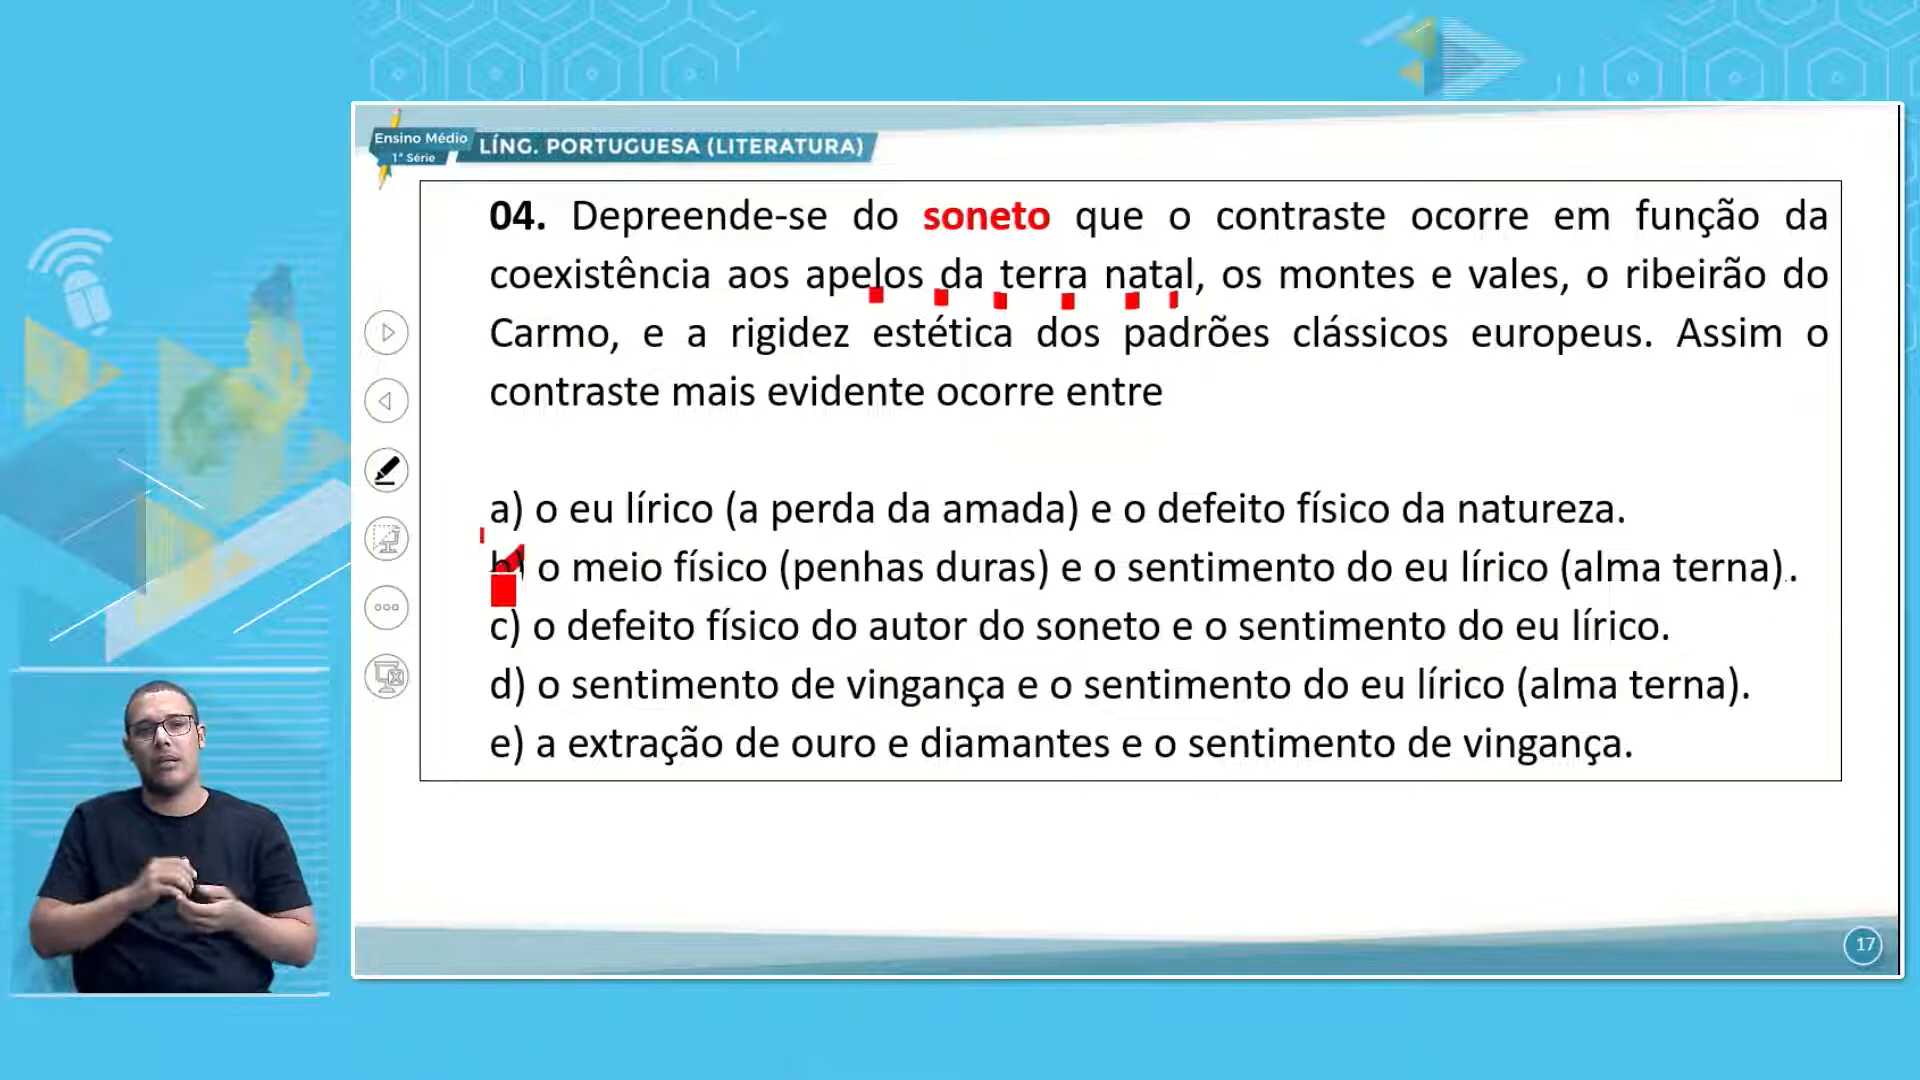 Ensino Médio
1ª Série
LÍNG. PORTUGUESA (LITERATURA)
04. Depreende-se do soneto que o contraste ocorre em função da
coexistência aos apelos da terra natal, os montes e vales, o ribeirão do
Carmo, e a rigidez estética dos padrões clássicos europeus. Assim o
contraste mais evidente ocorre entre
a) o eu lírico (a perda da amada) e o defeito físico da natureza.
b) o meio físico (penhas duras) e o sentimento do eu lírico (alma terna).
c) o defeito físico do autor do soneto e o sentimento do eu lírico.
d) o sentimento de vingança e o sentimento do eu lírico (alma terna).
e) a extração de ouro e diamantes e o sentimento de vingança.
17